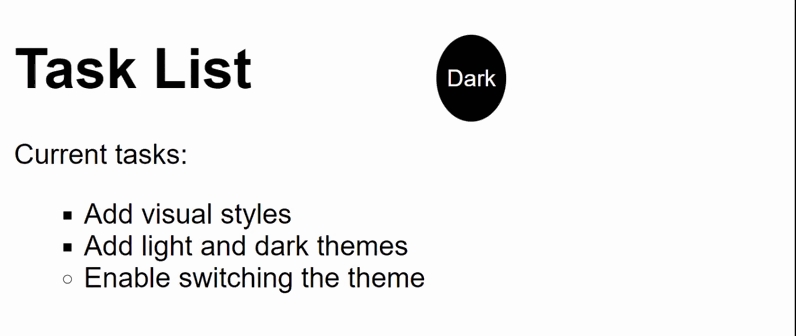 Task List
Dark
Current tasks:
Add visual styles
Add light and dark themes
Enable switching the theme